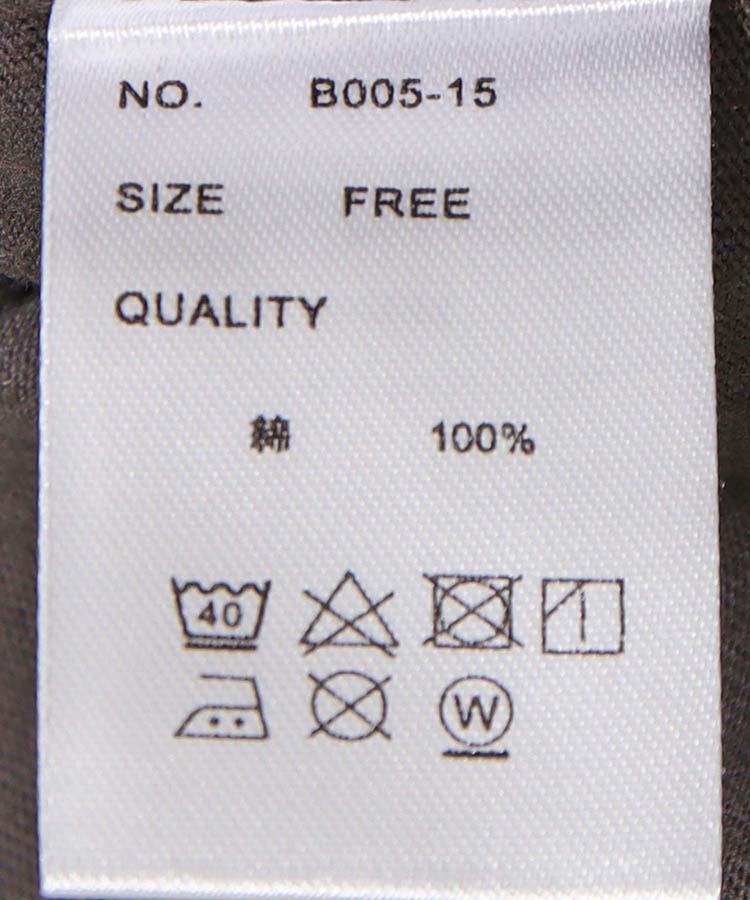 NO. B005-15
SIZE FREE
QUALITY
綿 100%
40
W